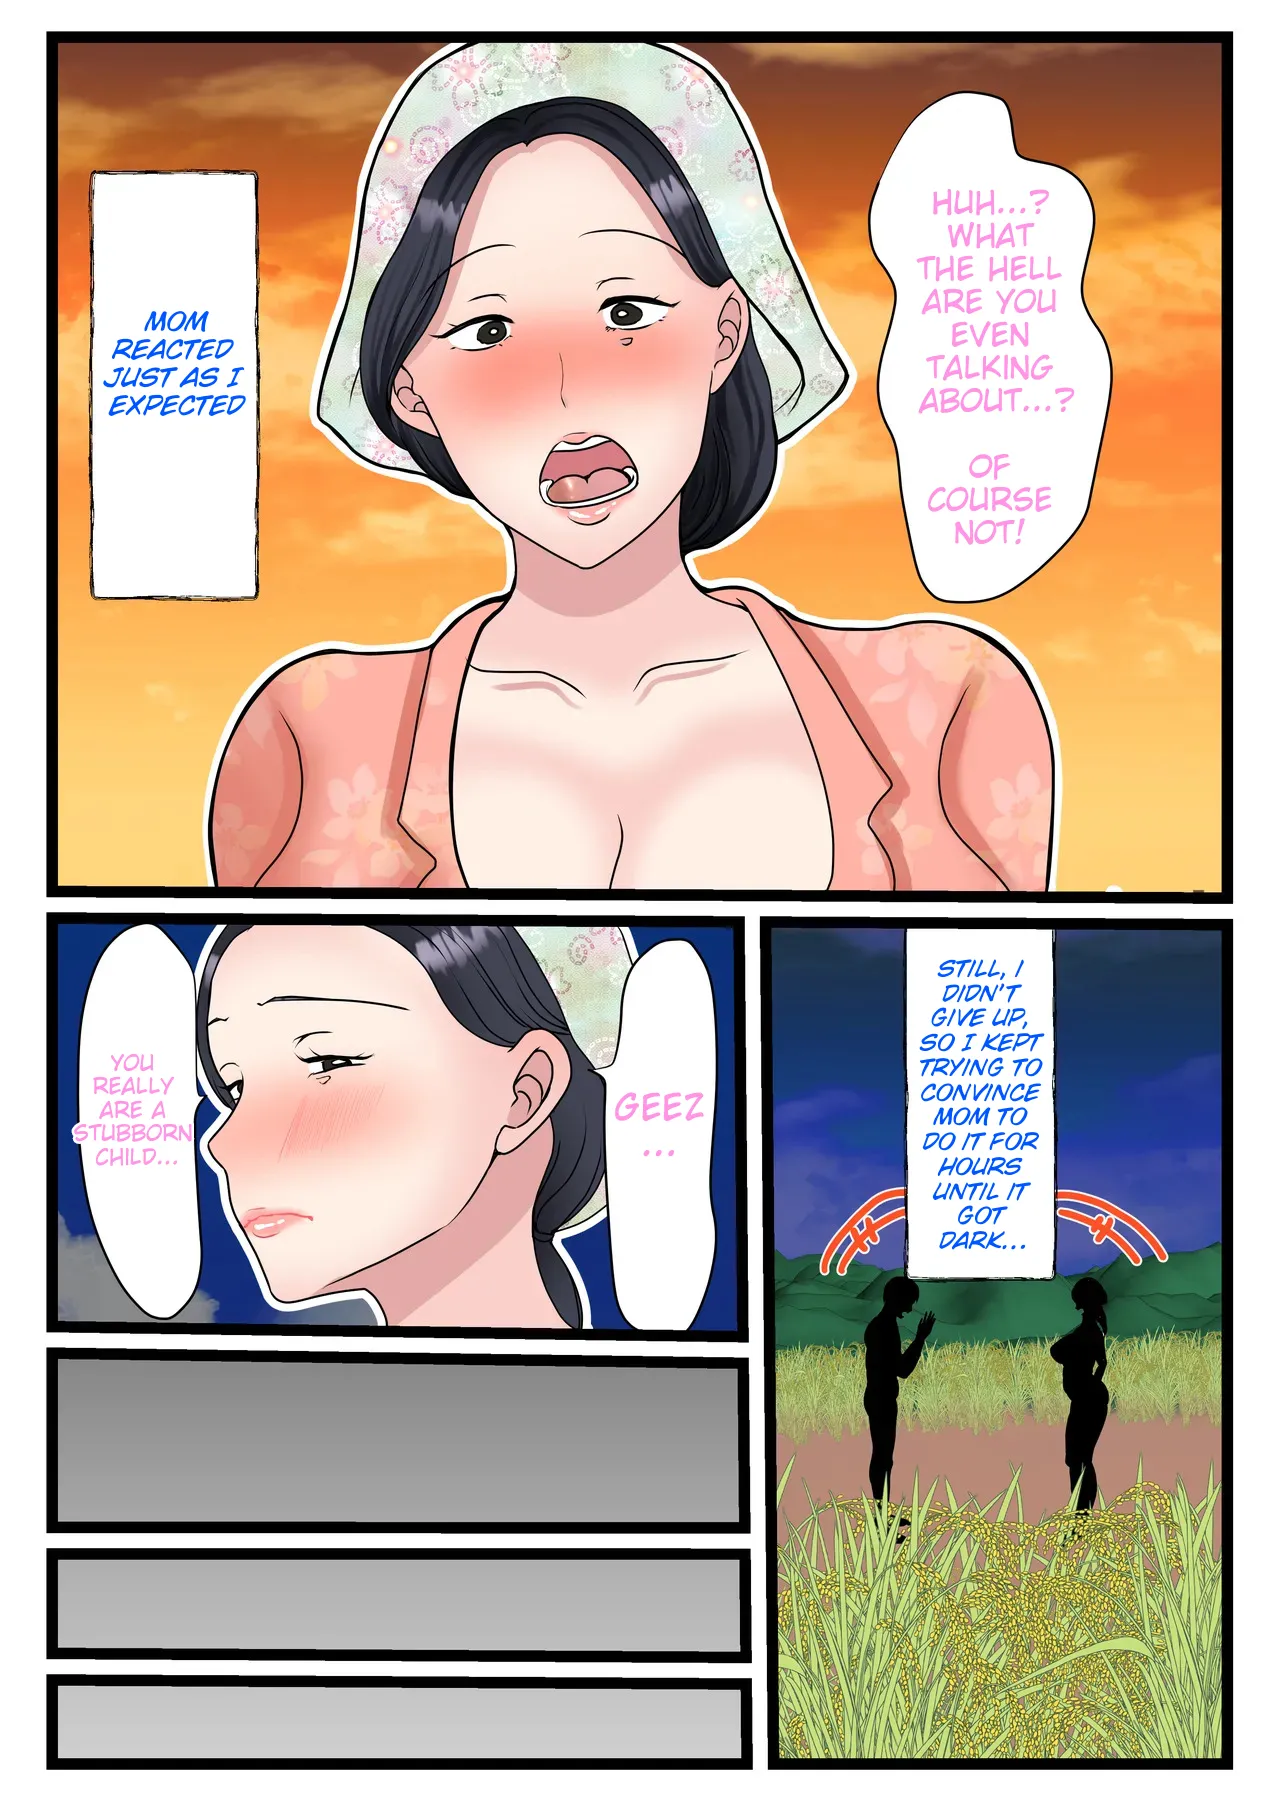 HUH...?
WHAT
THE HELL
ARE YOU
EVEN
TALKING
ABOUT...?
OF
COURSE
NOT!
MOM
REACTED
JUST AS I
EXPECTED
STILL, I
DIDN'T
GIVE UP,
SO I KEPT
TRYING TO
CONVINCE
MOM TO
DO IT FOR
HOURS
UNTIL IT
GOT
DARK...
GEEZ
...
YOU
REALLY
ARE A
STUBBORN
CHILD...